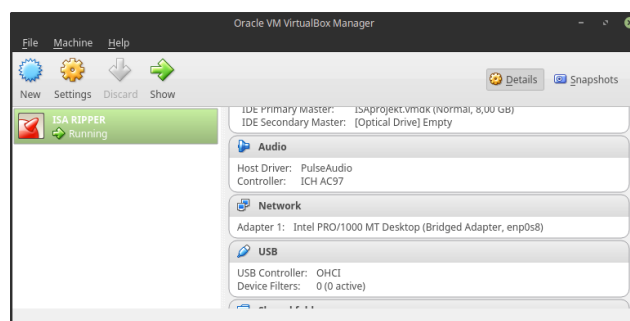 Oracle VM VirtualBox Manager
File Machine Help
New Settings Discard Show
Details Snapshots
ISA RIPPER
Running
IDE Primary Master: ISAprojekt.vmdk (Normal, 8,00 GB)
IDE Secondary Master: [Optical Drive] Empty
Audio
Host Driver: PulseAudio
Controller: ICH AC97
Network
Adapter 1: Intel PRO/1000 MT Desktop (Bridged Adapter, enp0s8)
USB
USB Controller: OHCI
Device Filters: 0 (0 active)